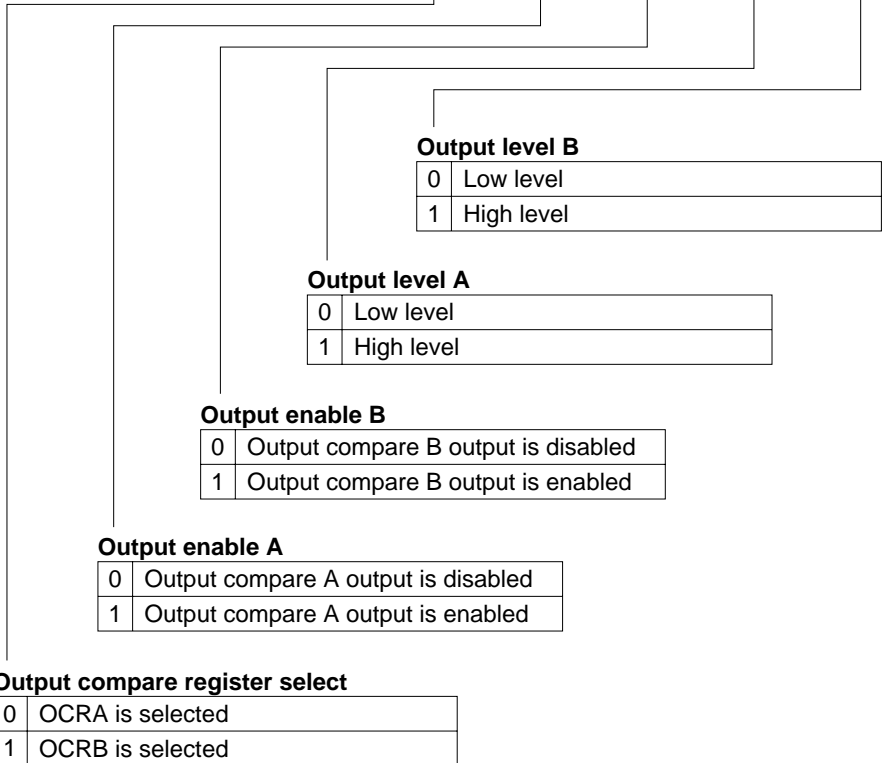 Output level B
0 Low level
1 High level
Output level A
0 Low level
1 High level
Output enable B
0 Output compare B output is disabled
1 Output compare B output is enabled
Output enable A
0 Output compare A output is disabled
1 Output compare A output is enabled
Output compare register select
0 OCRA is selected
1 OCRB is selected